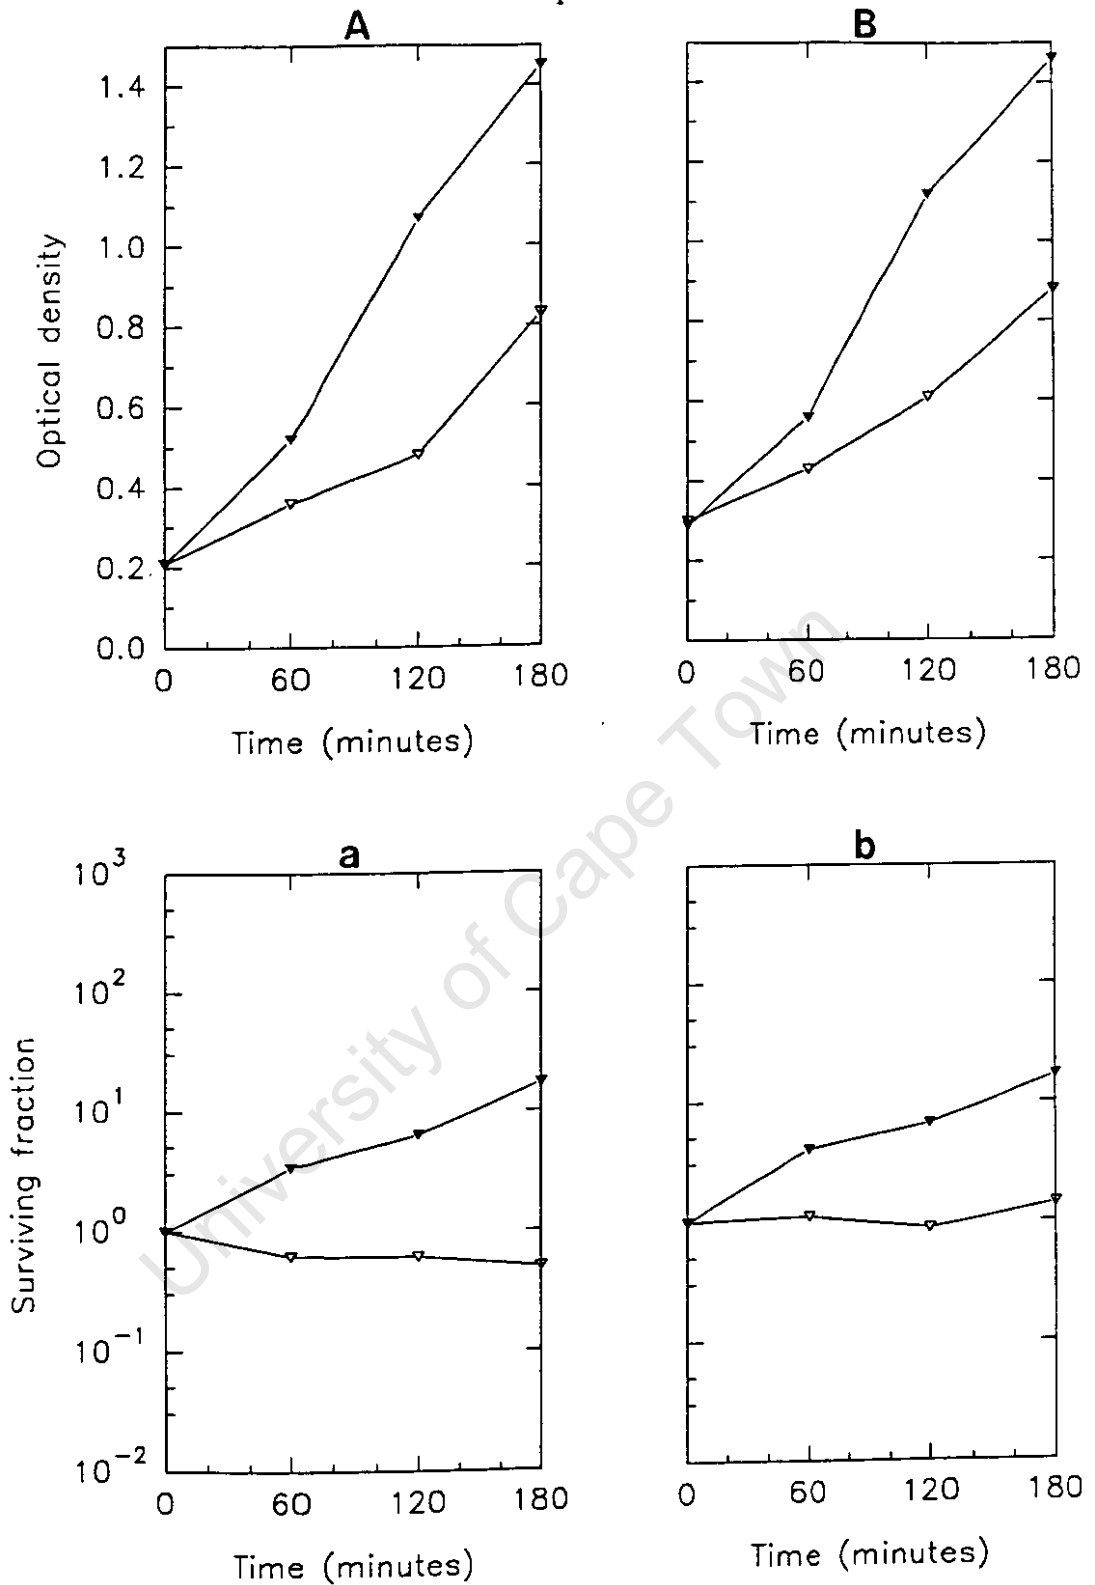 A
B
Optical density
1.4
1.2
1.0
0.8
0.6
0.4
0.2
0.0
0 60 120 180
Time (minutes)
0 60 120 180
Time (minutes)
a
b
Surviving fraction
10³
10²
10¹
10⁰
10⁻¹
10⁻²
0 60 120 180
Time (minutes)
0 60 120 180
Time (minutes)
University of Cape Town